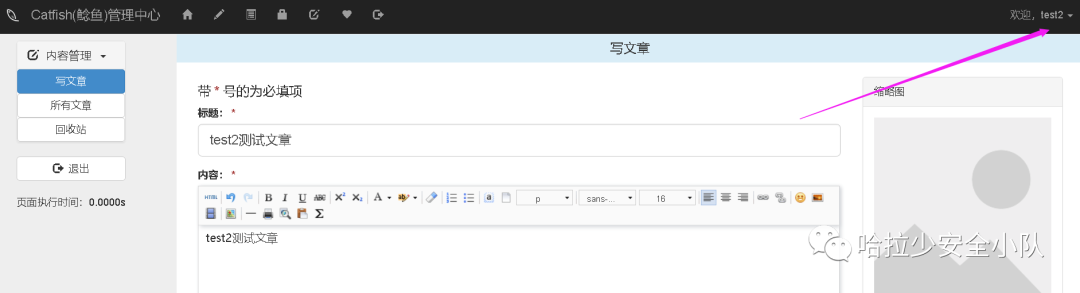 Catfish(鲶鱼)管理中心
欢迎，test2
内容管理
写文章
所有文章
回收站
退出
页面执行时间：0.0000s
写文章
带 * 号的为必填项
标题： *
test2测试文章
内容： *
HTML
B I U ABC X² X₂ A ab a p sans-... 16
Σ
test2测试文章
缩略图
哈拉少安全小队